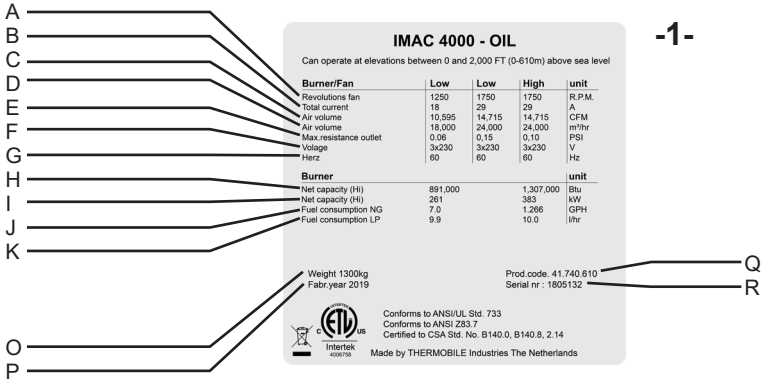 A
B
C
D
E
F
G
H
I
J
K
O
P
Q
R
-1-
IMAC 4000 - OIL
Can operate at elevations between 0 and 2,000 FT (0-610m) above sea level
Burner/Fan Low Low High unit
Revolutions fan 1250 1750 1750 R.P.M.
Total current 18 29 29 A
Air volume 10,595 14,715 14,715 CFM
Air volume 18,000 24,000 24,000 m³/hr
Max.resistance outlet 0.06 0,15 0,10 PSI
Volage 3x230 3x230 3x230 V
Herz 60 60 60 Hz
Burner unit
Net capacity (Hi) 891,000 1,307,000 Btu
Net capacity (Hi) 261 383 kW
Fuel consumption NG 7.0 1.266 GPH
Fuel consumption LP 9.9 10.0 l/hr
Weight 1300kg Prod.code. 41.740.610
Fabr.year 2019 Serial nr : 1805132
INTERTEK
C ETL US
Intertek
4006758
Conforms to ANSI/UL Std. 733
Conforms to ANSI Z83.7
Certified to CSA Std. No. B140.0, B140.8, 2.14
Made by THERMOBILE Industries The Netherlands